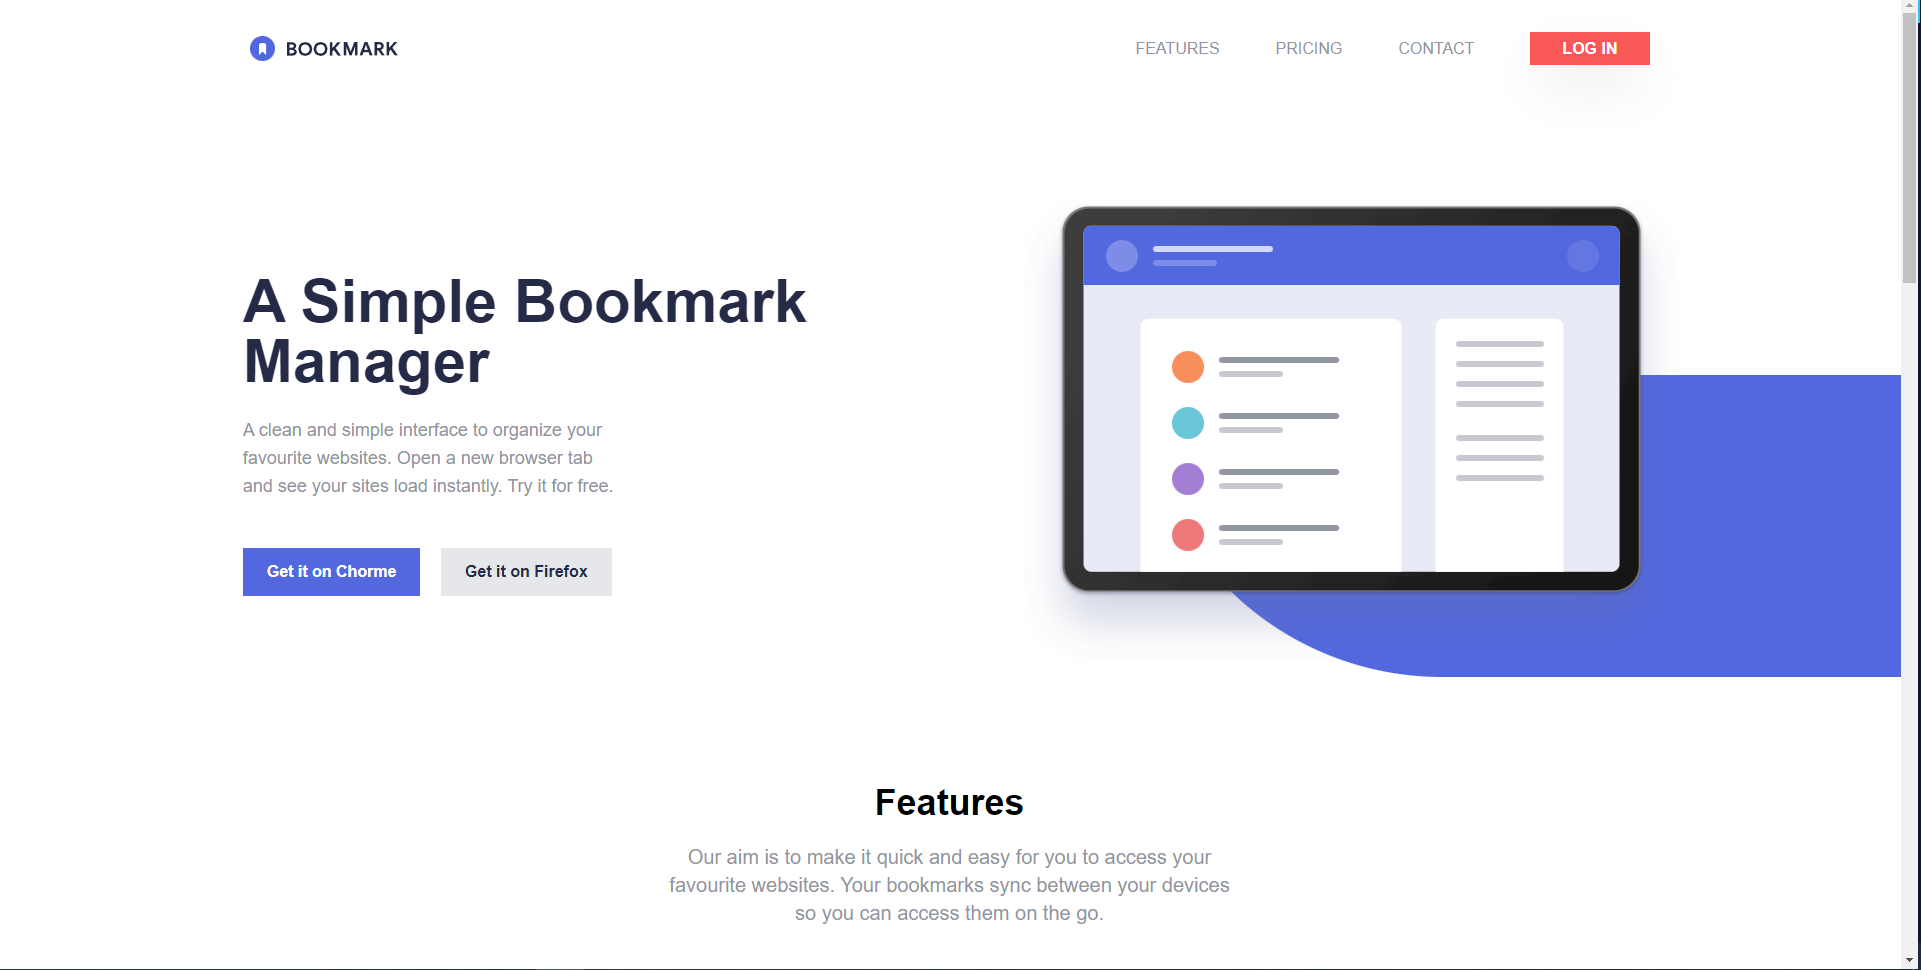 BOOKMARK
FEATURES PRICING CONTACT LOG IN
A Simple Bookmark
Manager
A clean and simple interface to organize your
favourite websites. Open a new browser tab
and see your sites load instantly. Try it for free.
Get it on Chorme Get it on Firefox
Features
Our aim is to make it quick and easy for you to access your
favourite websites. Your bookmarks sync between your devices
so you can access them on the go.